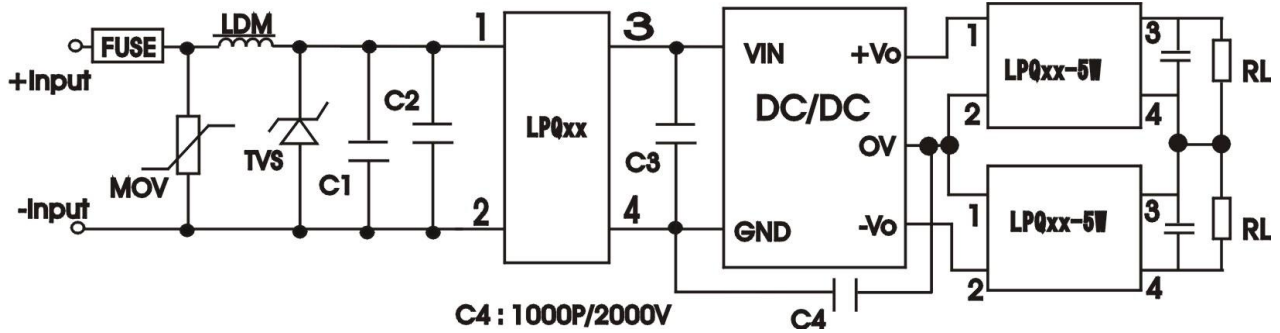 FUSE
LDM
+Input
-Input
MOV
TVS
C1
C2
1
2
LPQxx
3
4
C3
VIN
GND
DC/DC
+Vo
OV
-Vo
1
2
LPQxx-5W
3
4
RL
1
2
LPQxx-5W
3
4
RL
C4 : 1000P/2000V
C4